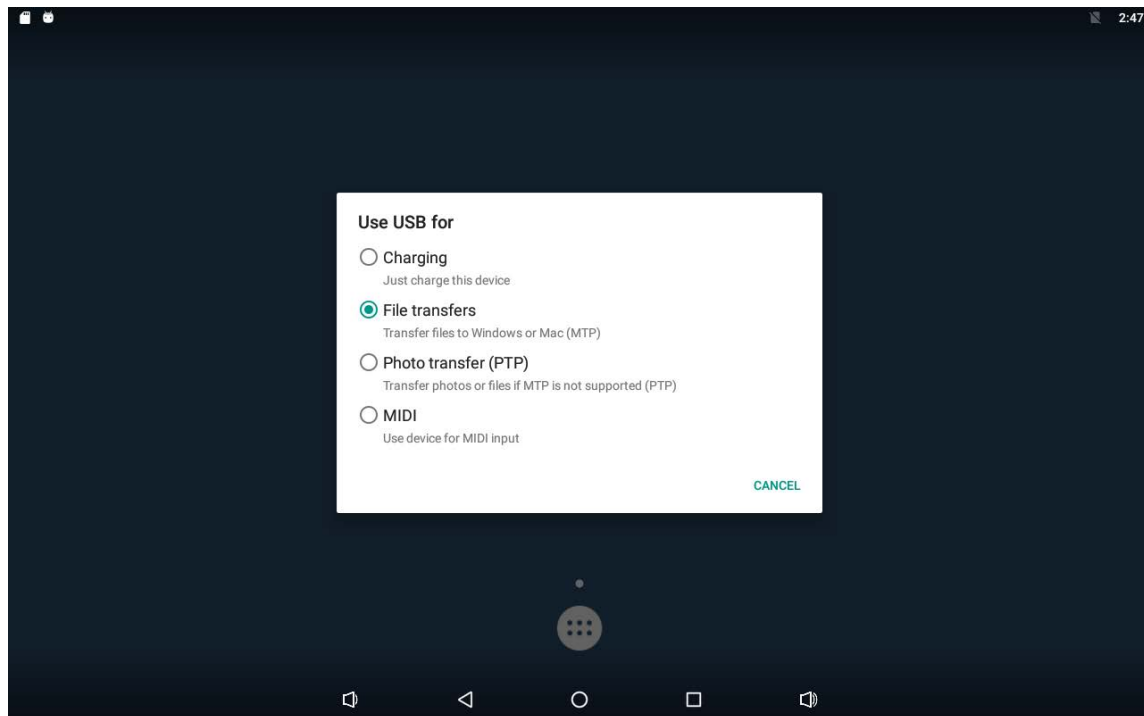 2:47
Use USB for
Charging
Just charge this device
File transfers
Transfer files to Windows or Mac (MTP)
Photo transfer (PTP)
Transfer photos or files if MTP is not supported (PTP)
MIDI
Use device for MIDI input
CANCEL